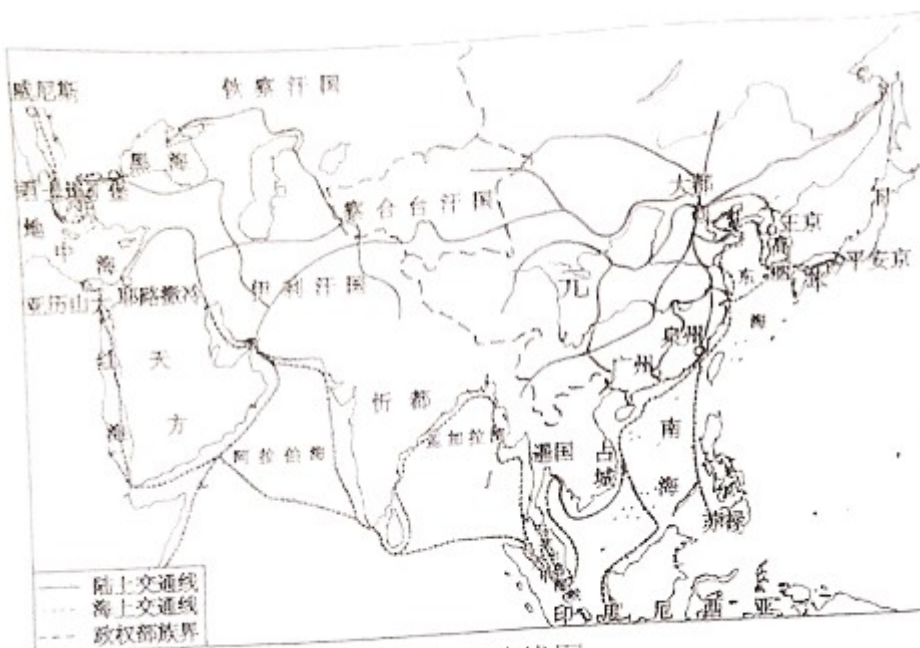 威尼斯
钦察汗国
黑海
大都
察合台汗国
王京
高
日
地
中
海
亚历山大
耶路撒冷
伊利汗国
元
东
海
平安京
泉州
广州
红
海
天
方
忻都
阿拉伯海
孟加拉
暹国
占城
南
海
印度尼西亚
陆上交通线
海上交通线
政权部族界